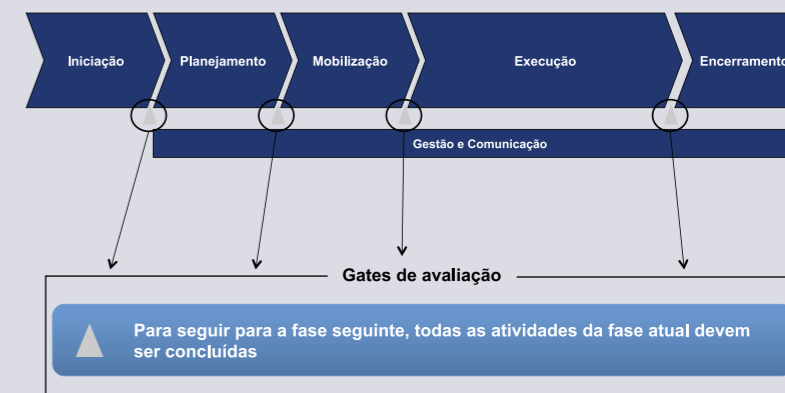 Iniciação
Planejamento
Mobilização
Execução
Encerramento
Gestão e Comunicação
Gates de avaliação
Para seguir para a fase seguinte, todas as atividades da fase atual devem
ser concluídas